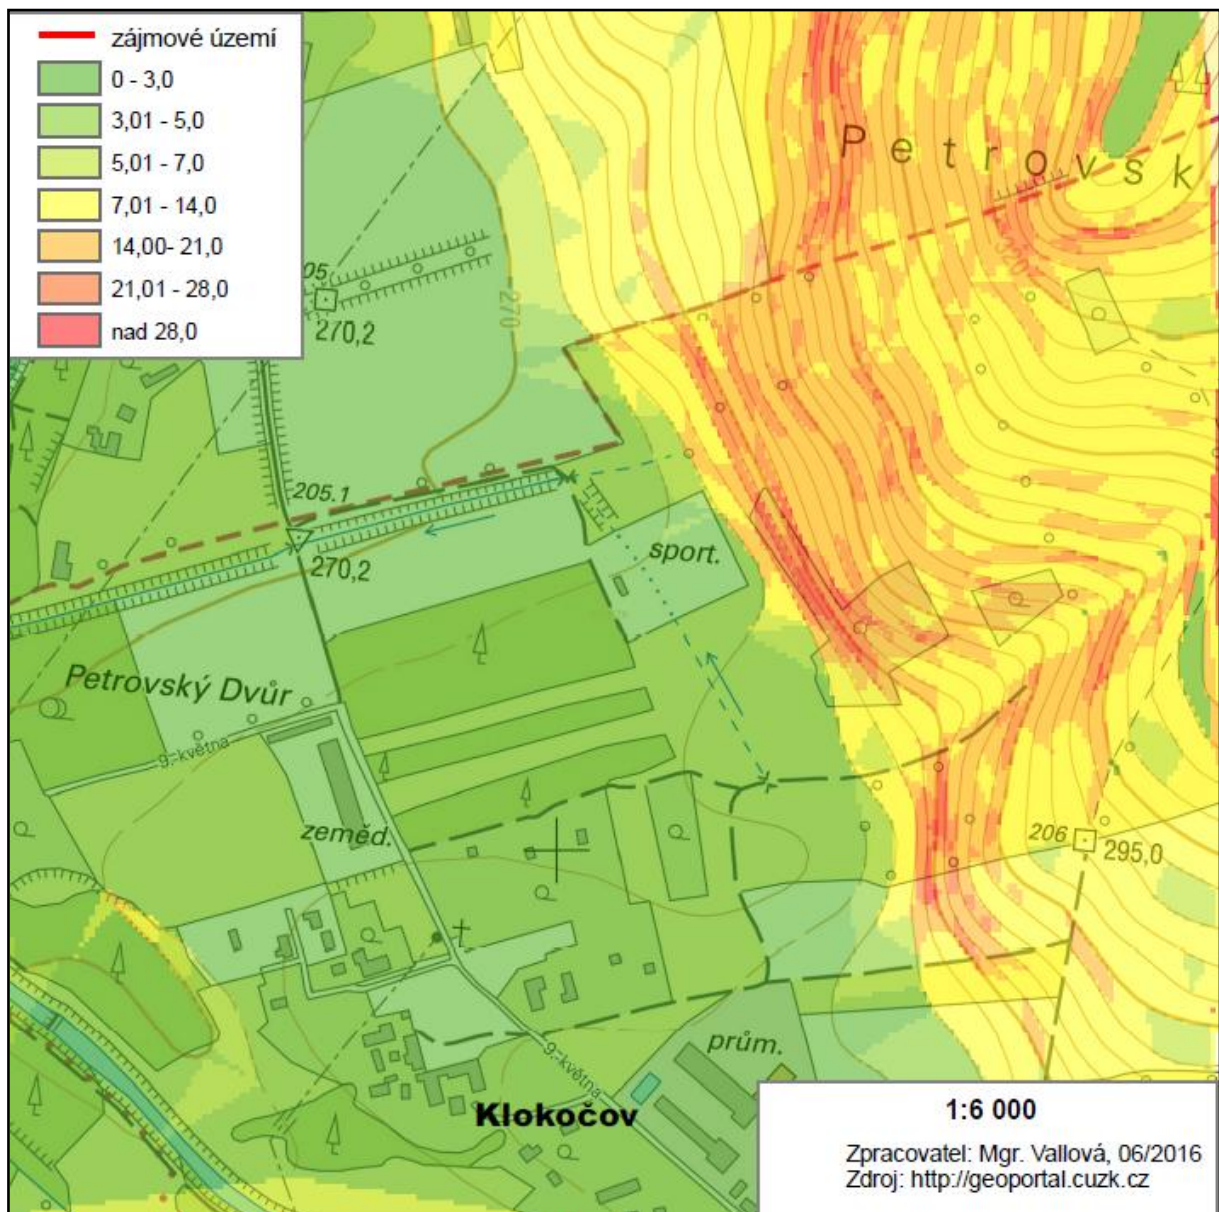 zájmové území
0 - 3,0
3,01 - 5,0
5,01 - 7,0
7,01 - 14,0
14,00- 21,0
21,01 - 28,0
nad 28,0
Petrovsk
05
270,2
270
320
205.1
270,2
sport.
Petrovský Dvůr
9. května
zeměd.
206
295,0
9. května
prům.
Klokočov
1:6 000
Zpracovatel: Mgr. Vallová, 06/2016
Zdroj: http://geoportal.cuzk.cz